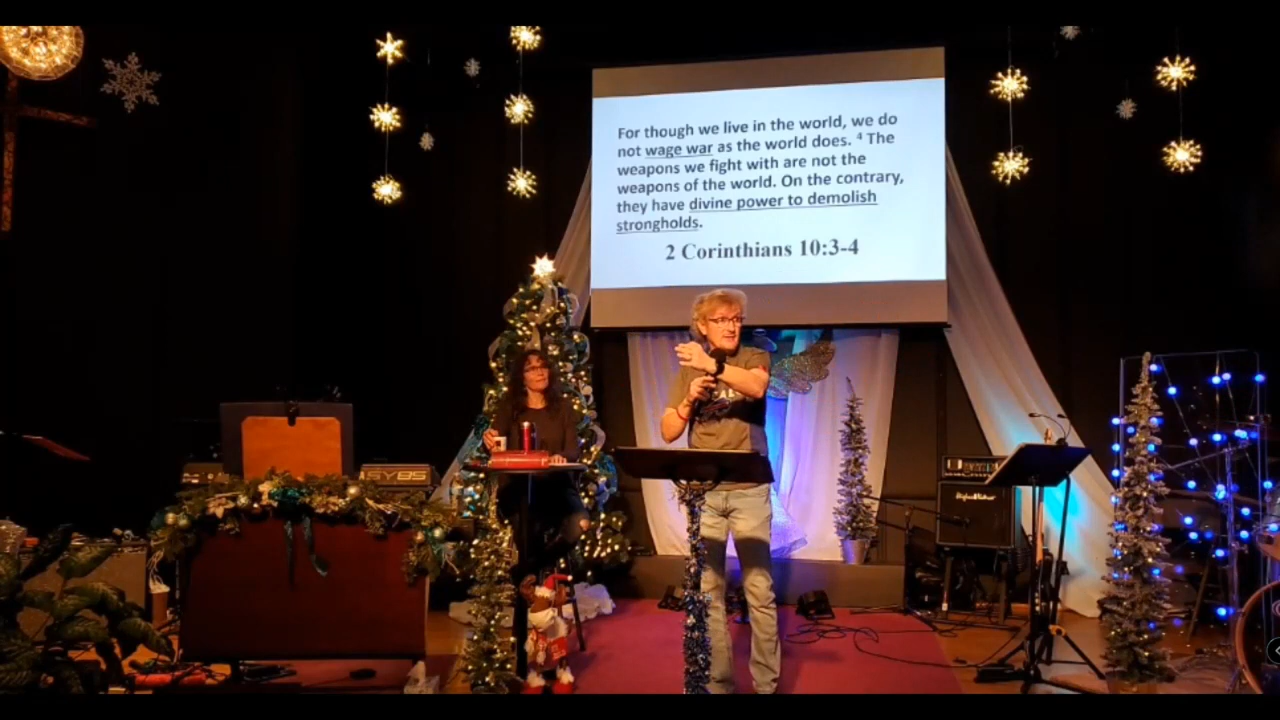 For though we live in the world, we do
not wage war as the world does. ⁴ The
weapons we fight with are not the
weapons of the world. On the contrary,
they have divine power to demolish
strongholds.
2 Corinthians 10:3-4